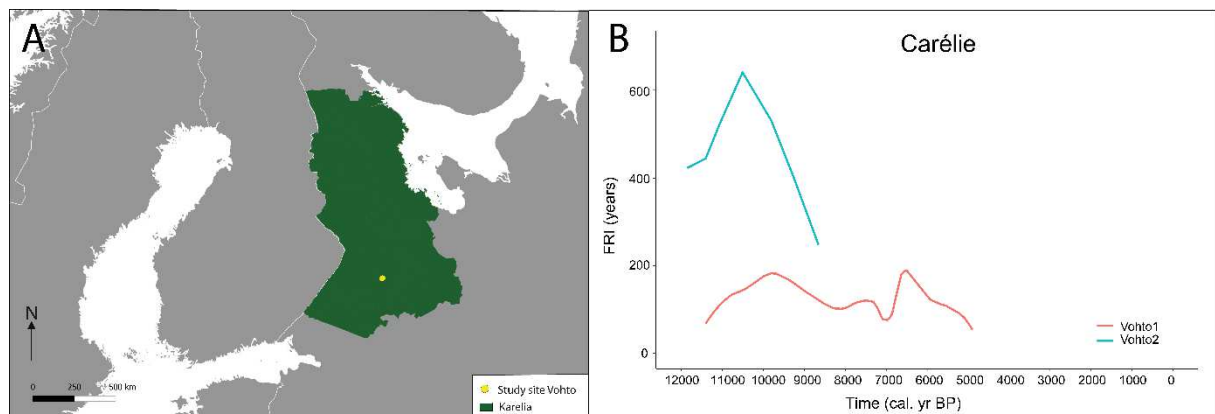 A
N
0 250 500 km
Study site Vohto
Karelia
B
Carélie
FRI (years)
600
400
200
0
Vohto1
Vohto2
12000 11000 10000 9000 8000 7000 6000 5000 4000 3000 2000 1000 0
Time (cal. yr BP)